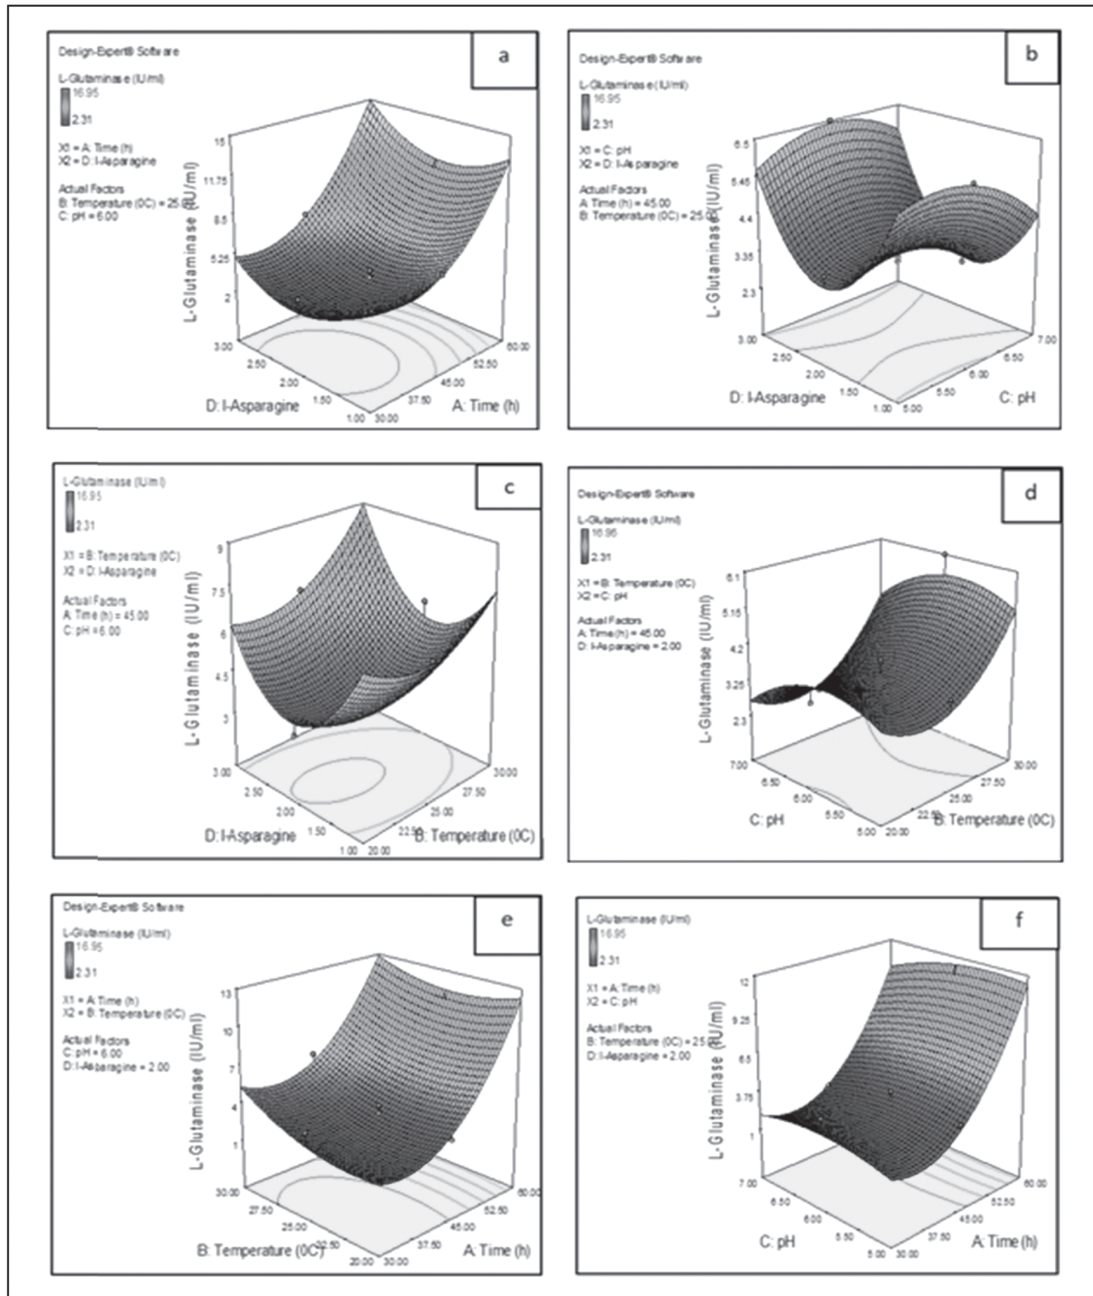 a
Design-Expert® Software
L-Glutaminase (IU/ml)
16.95
2.31
X1 = A: Time (h)
X2 = D: l-Asparagine
Actual Factors
B: Temperature (0C) = 25.
C: pH = 6.00
15
11.75
8.5
5.25
2
L-Glutaminase (IU/ml)
3.00
2.50
2.00
1.50
1.00
30.00
37.50
45.00
52.50
60.00
D: l-Asparagine
A: Time (h)
b
Design-Expert® Software
L-Glutaminase (IU/ml)
16.95
2.31
X1 = C: pH
X2 = D: l-Asparagine
Actual Factors
A: Time (h) = 45.00
B: Temperature (0C) = 25.
6.5
5.45
4.4
3.35
2.3
L-Glutaminase (IU/ml)
3.00
2.50
2.00
1.50
1.00
5.00
5.50
6.00
6.50
7.00
D: l-Asparagine
C: pH
c
L-Glutaminase (IU/ml)
16.95
2.31
X1 = B: Temperature (0C)
X2 = D: l-Asparagine
Actual Factors
A: Time (h) = 45.00
C: pH = 6.00
9
7.5
6
4.5
3
L-Glutaminase (IU/ml)
3.00
2.50
2.00
1.50
1.00
20.00
22.50
25.00
27.50
30.00
D: l-Asparagine
B: Temperature (0C)
d
Design-Expert® Software
L-Glutaminase (IU/ml)
16.95
2.31
X1 = B: Temperature (0C)
X2 = C: pH
Actual Factors
A: Time (h) = 45.00
D: l-Asparagine = 2.00
6.1
5.15
4.2
3.25
2.3
L-Glutaminase (IU/ml)
7.00
6.50
6.00
5.50
5.00
20.00
22.5
25.00
27.50
30.00
C: pH
B: Temperature (0C)
e
Design-Expert® Software
L-Glutaminase (IU/ml)
16.95
2.31
X1 = A: Time (h)
X2 = B: Temperature (0C)
Actual Factors
C: pH = 6.00
D: l-Asparagine = 2.00
13
10
7
4
1
L-Glutaminase (IU/ml)
30.00
27.50
25.00
22.50
20.00
30.00
37.50
45.00
52.50
60.00
B: Temperature (0C)
A: Time (h)
f
L-Glutaminase (IU/ml)
16.95
2.31
X1 = A: Time (h)
X2 = C: pH
Actual Factors
B: Temperature (0C) = 25.
D: l-Asparagine = 2.00
12
9.25
6.5
3.75
1
L-Glutaminase (IU/ml)
7.00
6.50
6.00
5.50
5.00
30.00
37.50
45.00
52.50
60.00
C: pH
A: Time (h)